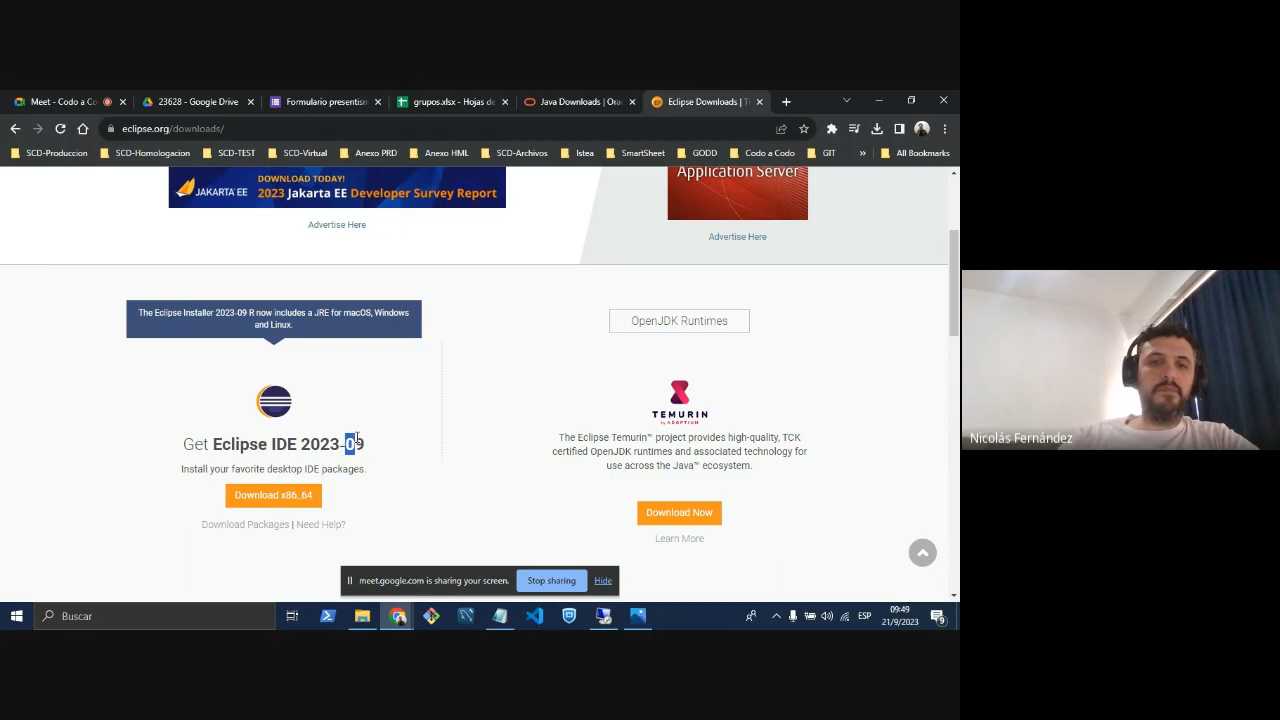 Meet - Codo a Co
23628 - Google Drive
Formulario presentism
grupos.xlsx - Hojas de
Java Downloads | Ora
Eclipse Downloads | T
eclipse.org/downloads/
SCD-Produccion
SCD-Homologacion
SCD-TEST
SCD-Virtual
Anexo PRD
Anexo HML
SCD-Archivos
Istea
SmartSheet
GODD
Codo a Codo
GIT
»
All Bookmarks
DOWNLOAD TODAY!
JAKARTA EE
2023 Jakarta EE Developer Survey Report
Advertise Here
Application Server
Advertise Here
The Eclipse Installer 2023-09 R now includes a JRE for macOS, Windows
and Linux.
Get Eclipse IDE 2023-09
Install your favorite desktop IDE packages.
Download x86_64
Download Packages | Need Help?
OpenJDK Runtimes
TEMURIN
by ADOPTIUM
The Eclipse Temurin™ project provides high-quality, TCK
certified OpenJDK runtimes and associated technology for
use across the Java™ ecosystem.
Download Now
Learn More
meet.google.com is sharing your screen.
Stop sharing
Hide
Buscar
ESP
09:49
21/9/2023
9
Nicolás Fernández